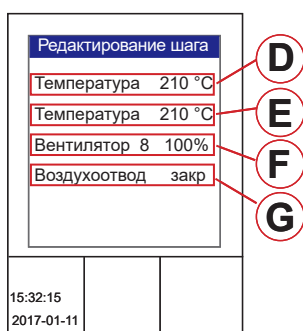 Редактирование шага
Температура 210 °C D
Температура 210 °C E
Вентилятор 8 100% F
Воздухоотвод закр G
15:32:15
2017-01-11